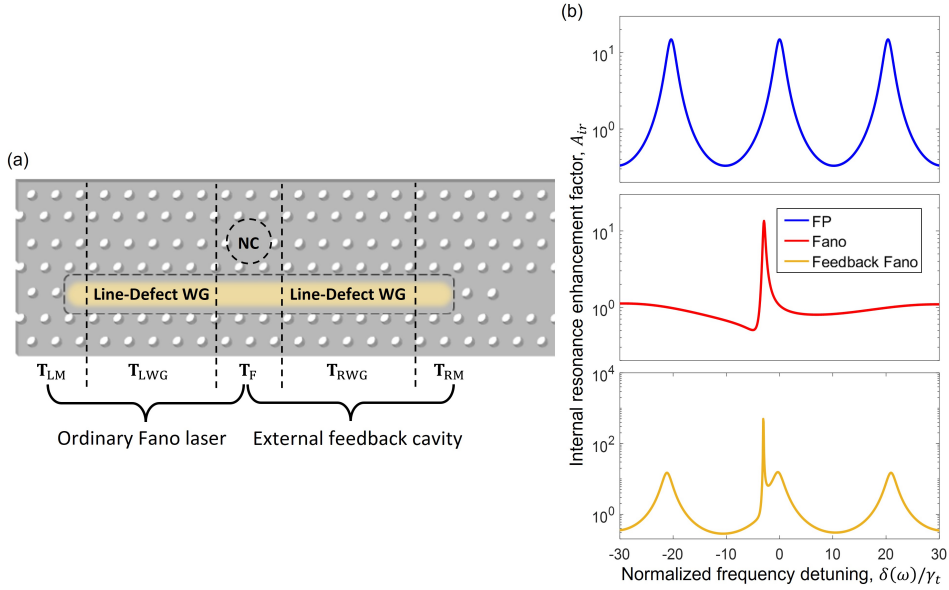 (a)
NC
Line-Defect WG Line-Defect WG
T_LM T_LWG T_F T_RWG T_RM
Ordinary Fano laser External feedback cavity
(b)
Internal resonance enhancement factor, A_ir
10^1
10^0
10^1
10^0
FP
Fano
Feedback Fano
10^4
10^2
10^0
-30 -20 -10 0 10 20 30
Normalized frequency detuning, δ(ω)/γ_t